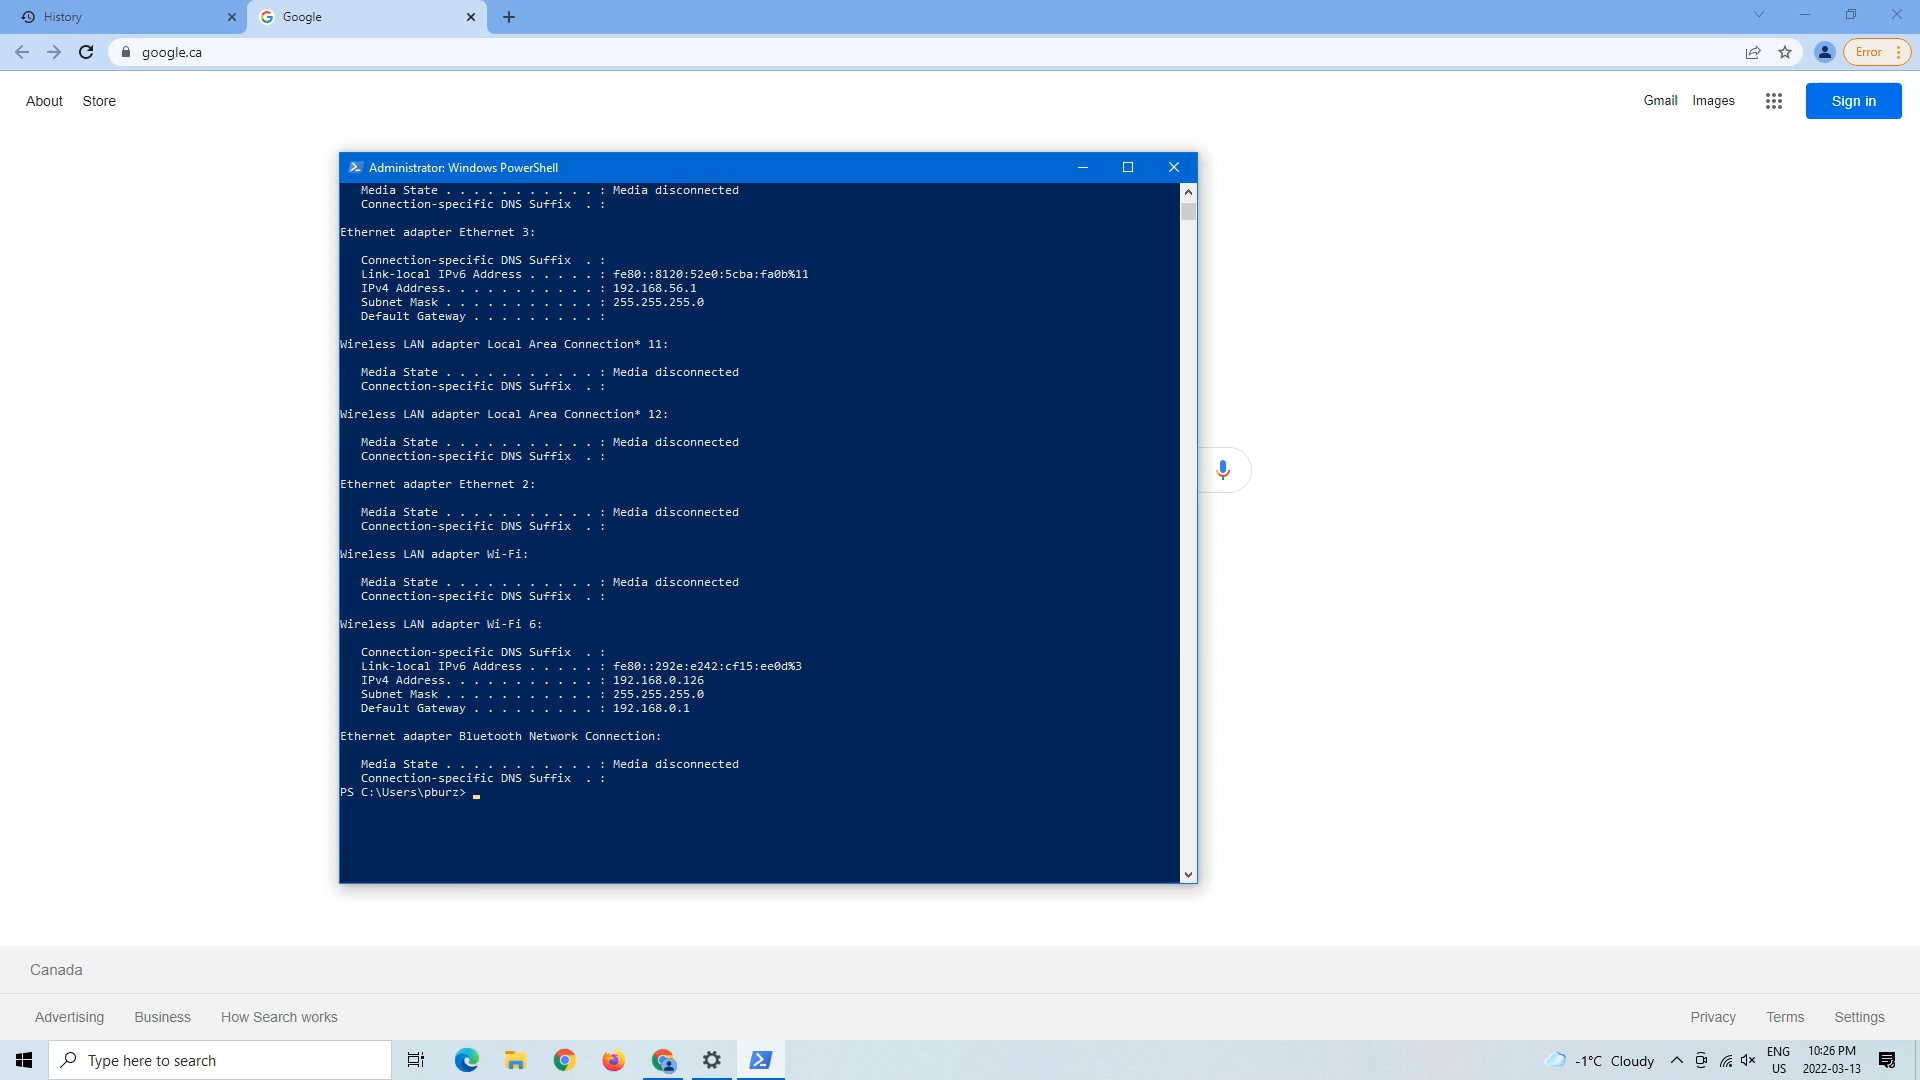 History
Google
google.ca
Error
About Store
Gmail Images
Sign in
Administrator: Windows PowerShell
Media State . . . . . . . . . . . : Media disconnected
Connection-specific DNS Suffix  . :
Ethernet adapter Ethernet 3:
Connection-specific DNS Suffix  . :
Link-local IPv6 Address . . . . . : fe80::8120:52e0:5cba:fa0b%11
IPv4 Address. . . . . . . . . . . : 192.168.56.1
Subnet Mask . . . . . . . . . . . : 255.255.255.0
Default Gateway . . . . . . . . . :
Wireless LAN adapter Local Area Connection* 11:
Media State . . . . . . . . . . . : Media disconnected
Connection-specific DNS Suffix  . :
Wireless LAN adapter Local Area Connection* 12:
Media State . . . . . . . . . . . : Media disconnected
Connection-specific DNS Suffix  . :
Ethernet adapter Ethernet 2:
Media State . . . . . . . . . . . : Media disconnected
Connection-specific DNS Suffix  . :
Wireless LAN adapter Wi-Fi:
Media State . . . . . . . . . . . : Media disconnected
Connection-specific DNS Suffix  . :
Wireless LAN adapter Wi-Fi 6:
Connection-specific DNS Suffix  . :
Link-local IPv6 Address . . . . . : fe80::292e:e242:cf15:ee0d%3
IPv4 Address. . . . . . . . . . . : 192.168.0.126
Subnet Mask . . . . . . . . . . . : 255.255.255.0
Default Gateway . . . . . . . . . : 192.168.0.1
Ethernet adapter Bluetooth Network Connection:
Media State . . . . . . . . . . . : Media disconnected
Connection-specific DNS Suffix  . :
PS C:\Users\pburz>
Canada
Advertising Business How Search works
Privacy Terms Settings
Type here to search
-1°C Cloudy
ENG
US
10:26 PM
2022-03-13